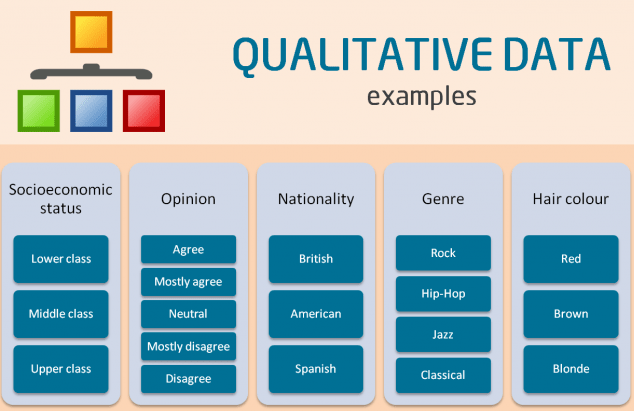 QUALITATIVE DATA
examples
Socioeconomic
status
Lower class
Middle class
Upper class
Opinion
Agree
Mostly agree
Neutral
Mostly disagree
Disagree
Nationality
British
American
Spanish
Genre
Rock
Hip-Hop
Jazz
Classical
Hair colour
Red
Brown
Blonde